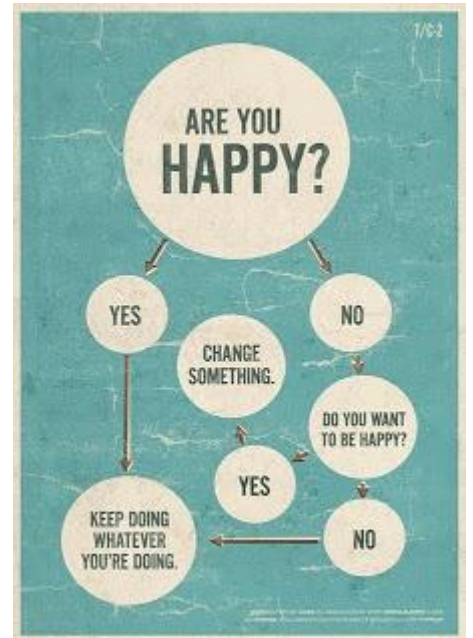 T/C-2
ARE YOU
HAPPY?
YES
NO
CHANGE
SOMETHING.
DO YOU WANT
TO BE HAPPY?
YES
KEEP DOING
WHATEVER
YOU'RE DOING.
NO